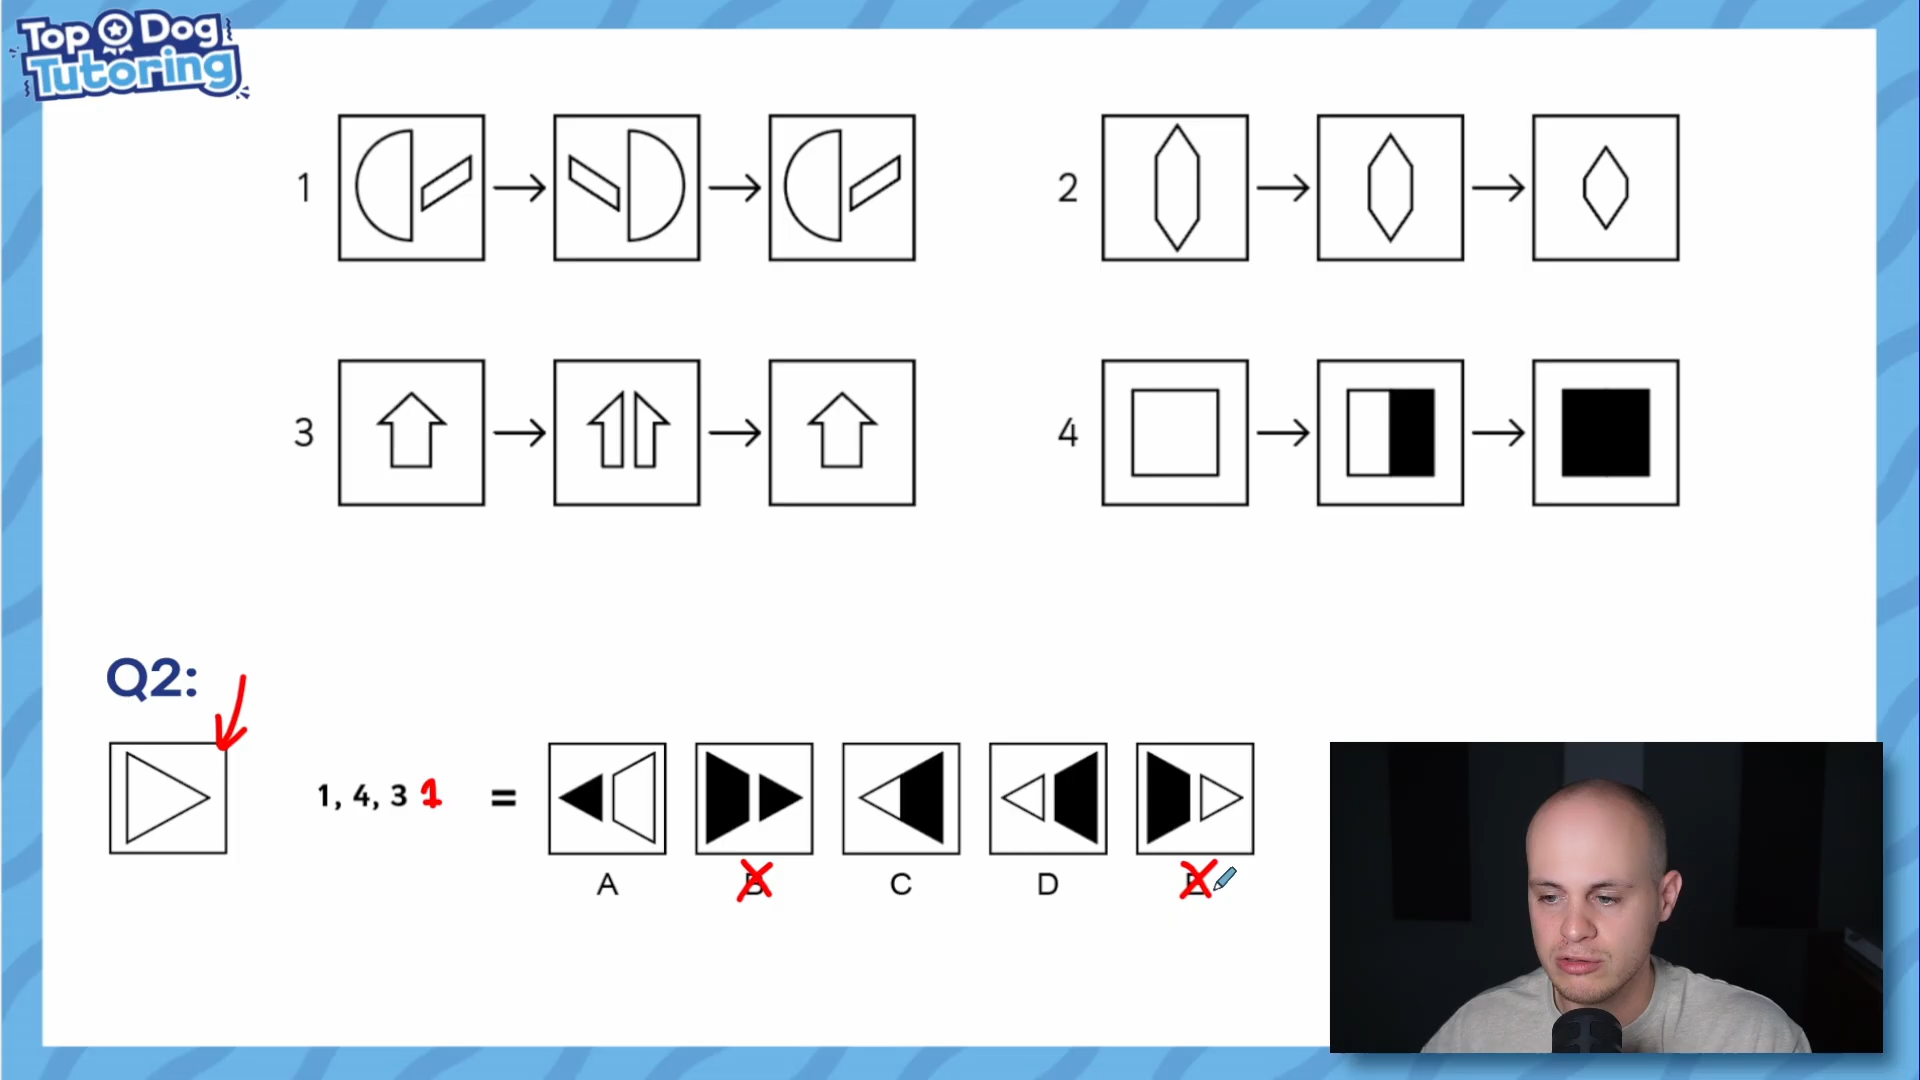 Top Dog
Tutoring
1
2
3
4
Q2:
1, 4, 3 1 =
A
C
D